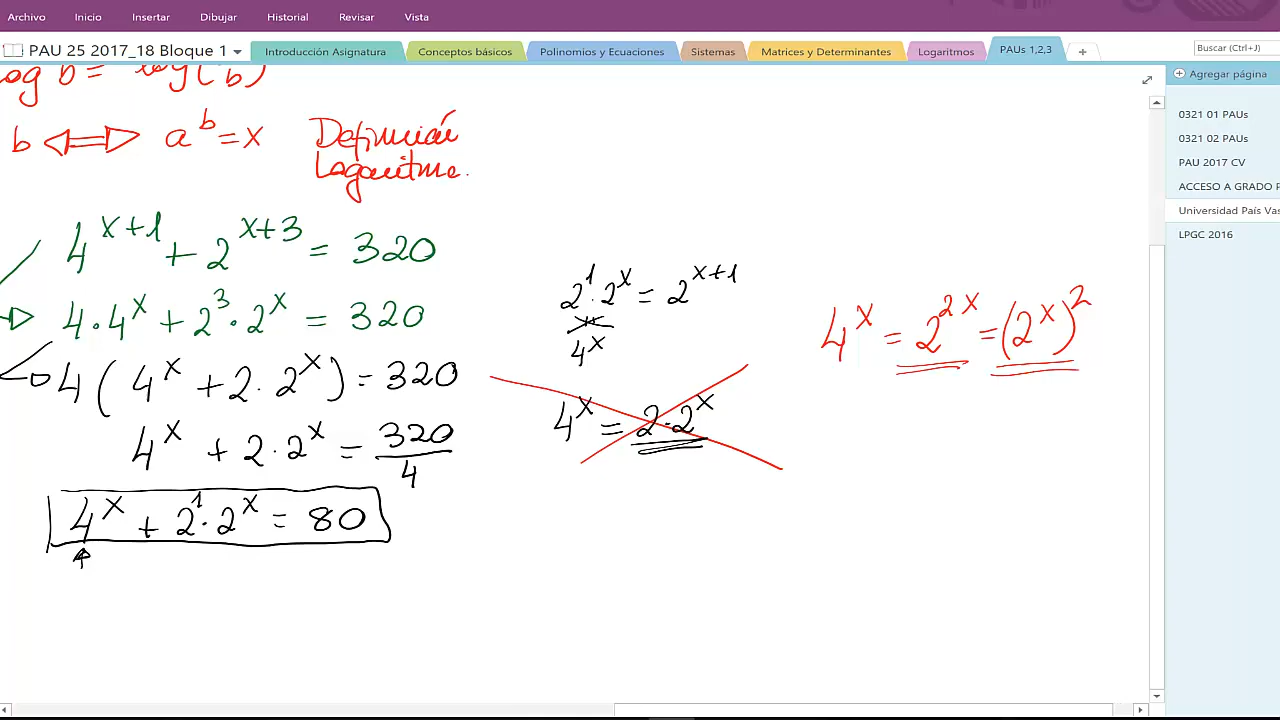 Archivo Inicio Insertar Dibujar Historial Revisar Vista
PAU 25 2017_18 Bloque 1 Introducción Asignatura Conceptos básicos Polinomios y Ecuaciones Sistemas Matrices y Determinantes Logaritmos PAUs 1,2,3 Buscar (Ctrl+J)
Agregar página
0321 01 PAUs
0321 02 PAUs
PAU 2017 CV
ACCESO A GRADO P
Universidad País Vas
LPGC 2016
b ⟺ a^b = x Definición
Logaritmo.
4^{x+1} + 2^{x+3} = 320
4·4^x + 2^3·2^x = 320
4(4^x + 2·2^x) = 320
4^x + 2·2^x = 320/4
4^x + 2^1·2^x = 80
2^1·2^x = 2^{x+1}
4^x
4^x = 2·2^x
4^x = 2^{2x} = (2^x)^2